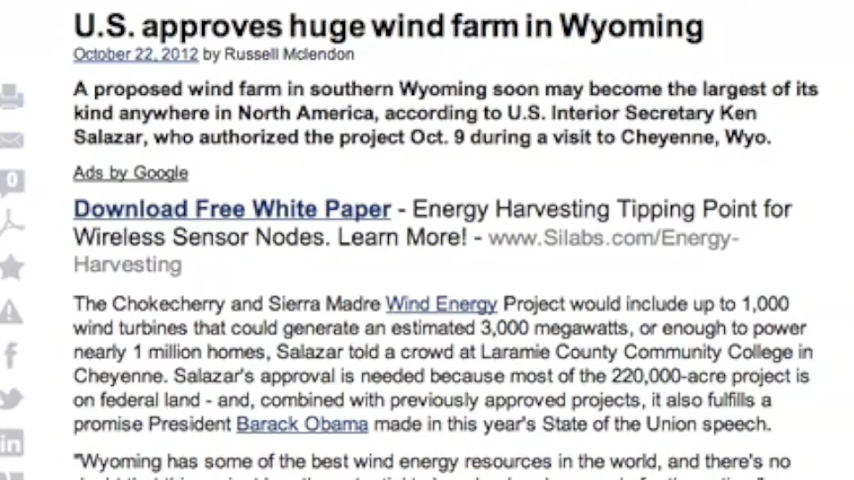 U.S. approves huge wind farm in Wyoming
October 22, 2012 by Russell Mclendon
A proposed wind farm in southern Wyoming soon may become the largest of its
kind anywhere in North America, according to U.S. Interior Secretary Ken
Salazar, who authorized the project Oct. 9 during a visit to Cheyenne, Wyo.
Ads by Google
Download Free White Paper - Energy Harvesting Tipping Point for
Wireless Sensor Nodes. Learn More! - www.Silabs.com/Energy-
Harvesting
0
The Chokecherry and Sierra Madre Wind Energy Project would include up to 1,000
wind turbines that could generate an estimated 3,000 megawatts, or enough to power
nearly 1 million homes, Salazar told a crowd at Laramie County Community College in
Cheyenne. Salazar's approval is needed because most of the 220,000-acre project is
on federal land - and, combined with previously approved projects, it also fulfills a
promise President Barack Obama made in this year's State of the Union speech.
"Wyoming has some of the best wind energy resources in the world, and there's no